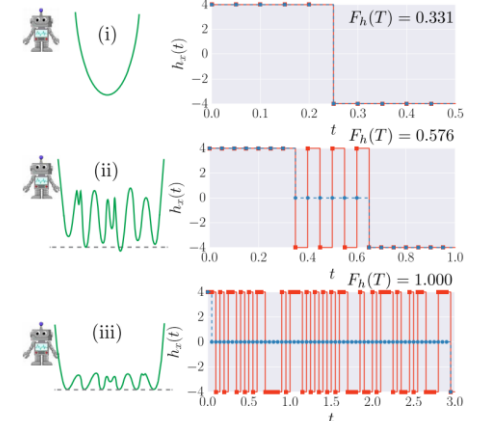 (i)
F_h(T) = 0.331
h_x(t)
4
2
0
−2
−4
0.0 0.1 0.2 0.3 0.4 0.5
t
(ii)
F_h(T) = 0.576
h_x(t)
4
2
0
−2
−4
0.0 0.2 0.4 0.6 0.8 1.0
t
(iii)
F_h(T) = 1.000
h_x(t)
4
2
0
−2
−4
0.0 0.5 1.0 1.5 2.0 2.5 3.0
t